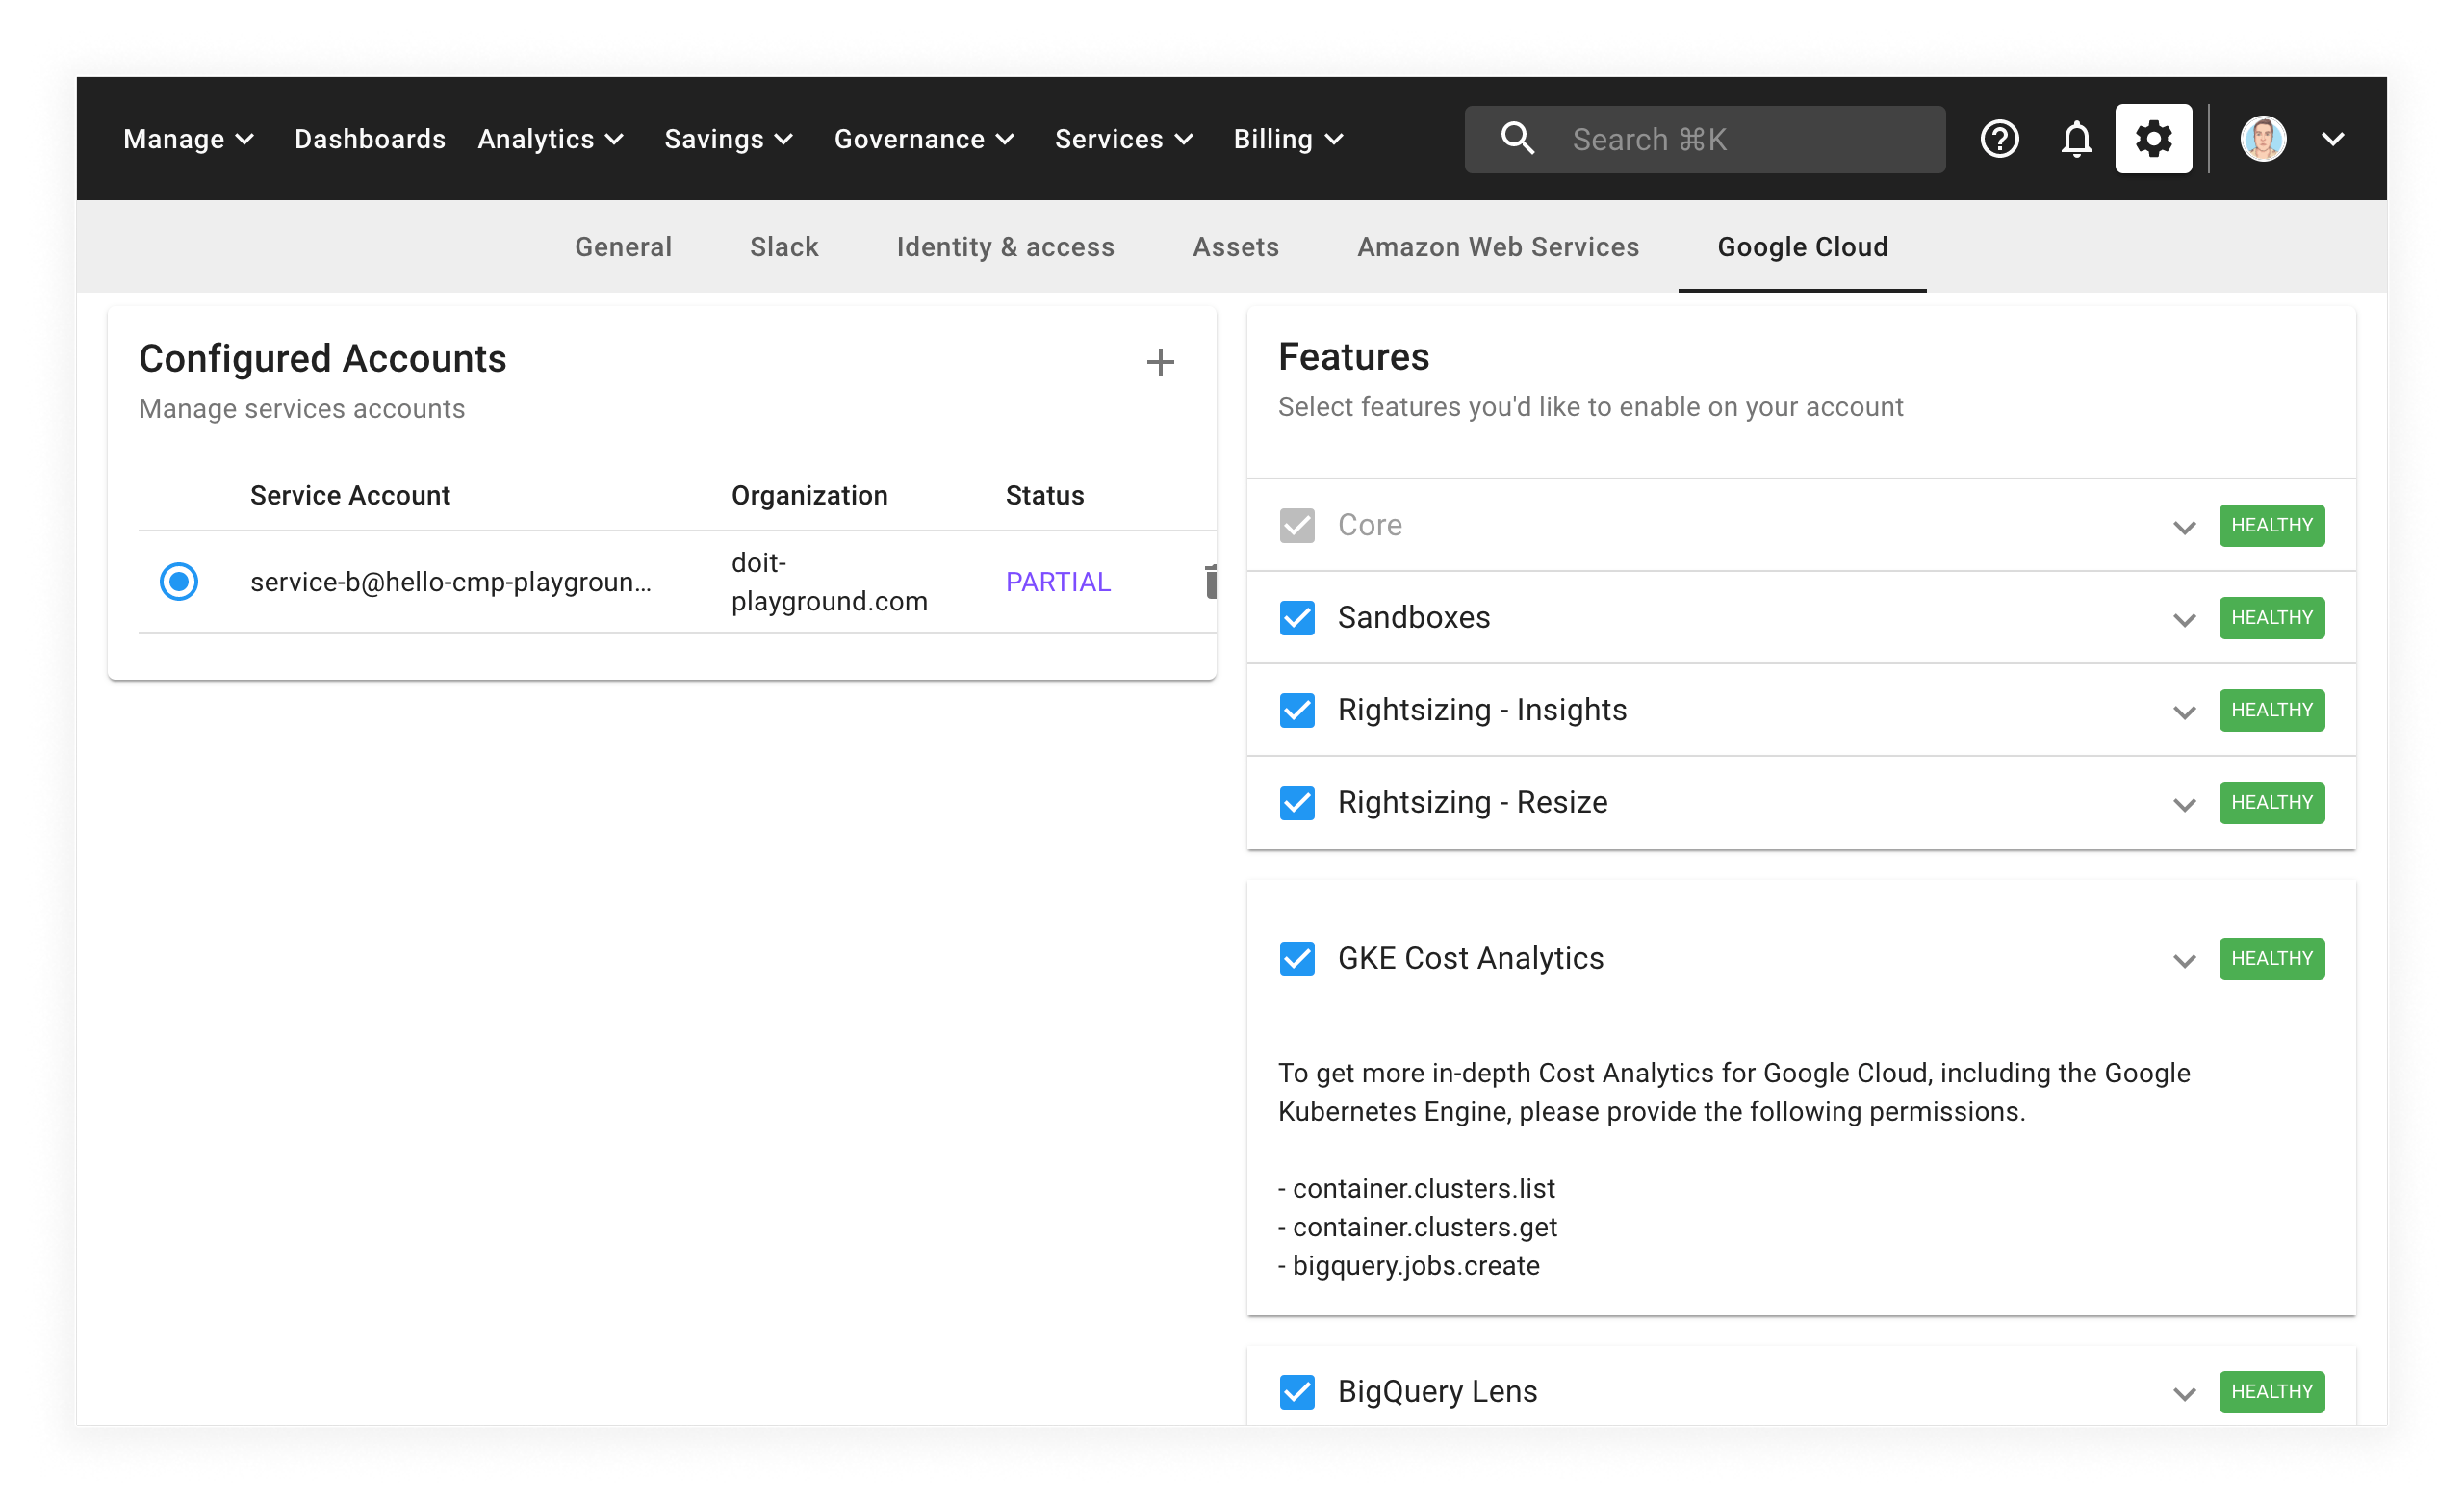 Manage Dashboards Analytics Savings Governance Services Billing Search ⌘K
General Slack Identity & access Assets Amazon Web Services Google Cloud
Configured Accounts
Manage services accounts
Service Account Organization Status
service-b@hello-cmp-playgroun... doit-
playground.com PARTIAL
Features
Select features you'd like to enable on your account
Core HEALTHY
Sandboxes HEALTHY
Rightsizing - Insights HEALTHY
Rightsizing - Resize HEALTHY
GKE Cost Analytics HEALTHY
To get more in-depth Cost Analytics for Google Cloud, including the Google
Kubernetes Engine, please provide the following permissions.
- container.clusters.list
- container.clusters.get
- bigquery.jobs.create
BigQuery Lens HEALTHY